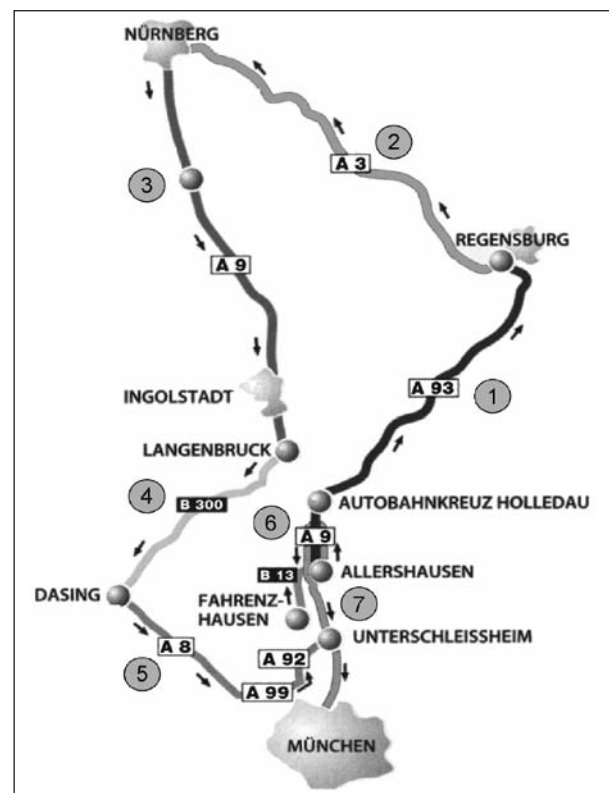 NÜRNBERG
2
A 3
3
REGENSBURG
A 9
INGOLSTADT
A 93
1
LANGENBRUCK
4
B 300
AUTOBAHNKREUZ HOLLEDAU
6
A 9
B 13
ALLERSHAUSEN
DASING
FAHRENZ-
HAUSEN
7
UNTERSCHLEISSHEIM
A 8
A 92
5
A 99
MÜNCHEN